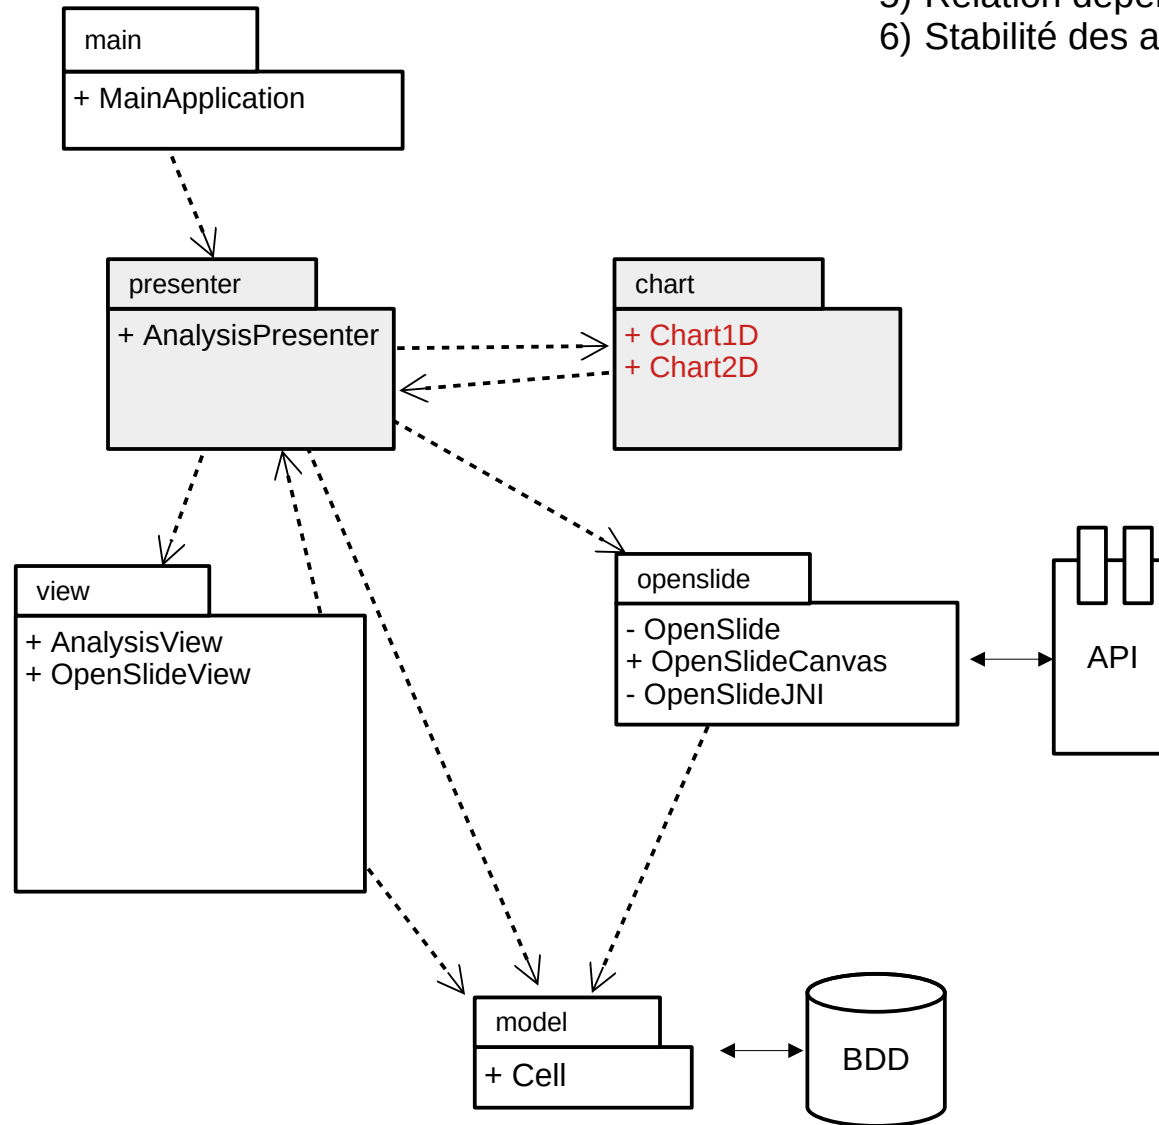 6) Stabilité des a
main
+ MainApplication
presenter
+ AnalysisPresenter
chart
+ Chart1D
+ Chart2D
view
+ AnalysisView
+ OpenSlideView
openslide
- OpenSlide
+ OpenSlideCanvas
- OpenSlideJNI
API
model
+ Cell
BDD